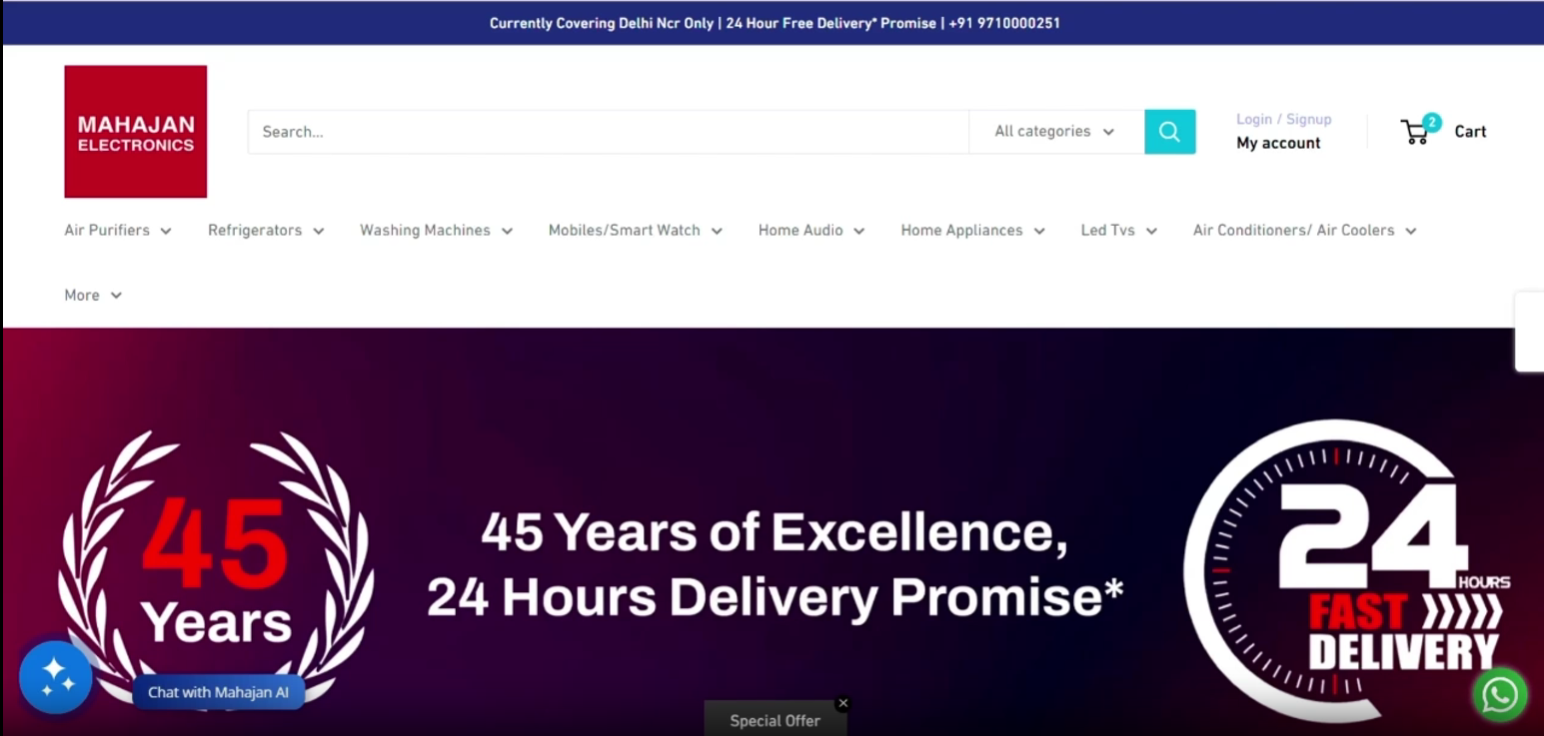 Currently Covering Delhi Ncr Only | 24 Hour Free Delivery* Promise | +91 9710000251
MAHAJAN
ELECTRONICS
Search...
All categories
Login / Signup
My account
2
Cart
Air Purifiers
Refrigerators
Washing Machines
Mobiles/Smart Watch
Home Audio
Home Appliances
Led Tvs
Air Conditioners/ Air Coolers
More
45
Years
45 Years of Excellence,
24 Hours Delivery Promise*
24
HOURS
FAST
DELIVERY
Chat with Mahajan AI
Special Offer